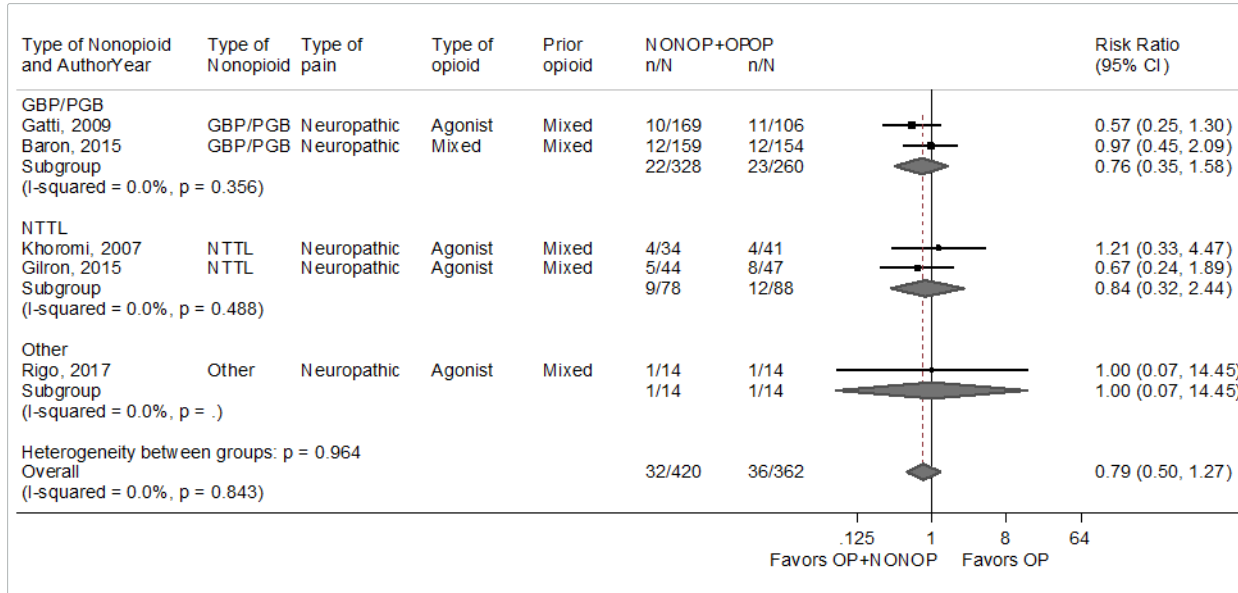 Type of Nonopioid Type of Type of Type of Prior NONOP+OPOP Risk Ratio
and AuthorYear Nonopioid pain opioid opioid n/N n/N (95% CI)
GBP/PGB
Gatti, 2009 GBP/PGB Neuropathic Agonist Mixed 10/169 11/106 0.57 (0.25, 1.30)
Baron, 2015 GBP/PGB Neuropathic Mixed Mixed 12/159 12/154 0.97 (0.45, 2.09)
Subgroup 22/328 23/260 0.76 (0.35, 1.58)
(I-squared = 0.0%, p = 0.356)
NTTL
Khoromi, 2007 NTTL Neuropathic Agonist Mixed 4/34 4/41 1.21 (0.33, 4.47)
Gilron, 2015 NTTL Neuropathic Agonist Mixed 5/44 8/47 0.67 (0.24, 1.89)
Subgroup 9/78 12/88 0.84 (0.32, 2.44)
(I-squared = 0.0%, p = 0.488)
Other
Rigo, 2017 Other Neuropathic Agonist Mixed 1/14 1/14 1.00 (0.07, 14.45)
Subgroup 1/14 1/14 1.00 (0.07, 14.45)
(I-squared = 0.0%, p = .)
Heterogeneity between groups: p = 0.964
Overall 32/420 36/362 0.79 (0.50, 1.27)
(I-squared = 0.0%, p = 0.843)
.125 1 8 64
Favors OP+NONOP Favors OP